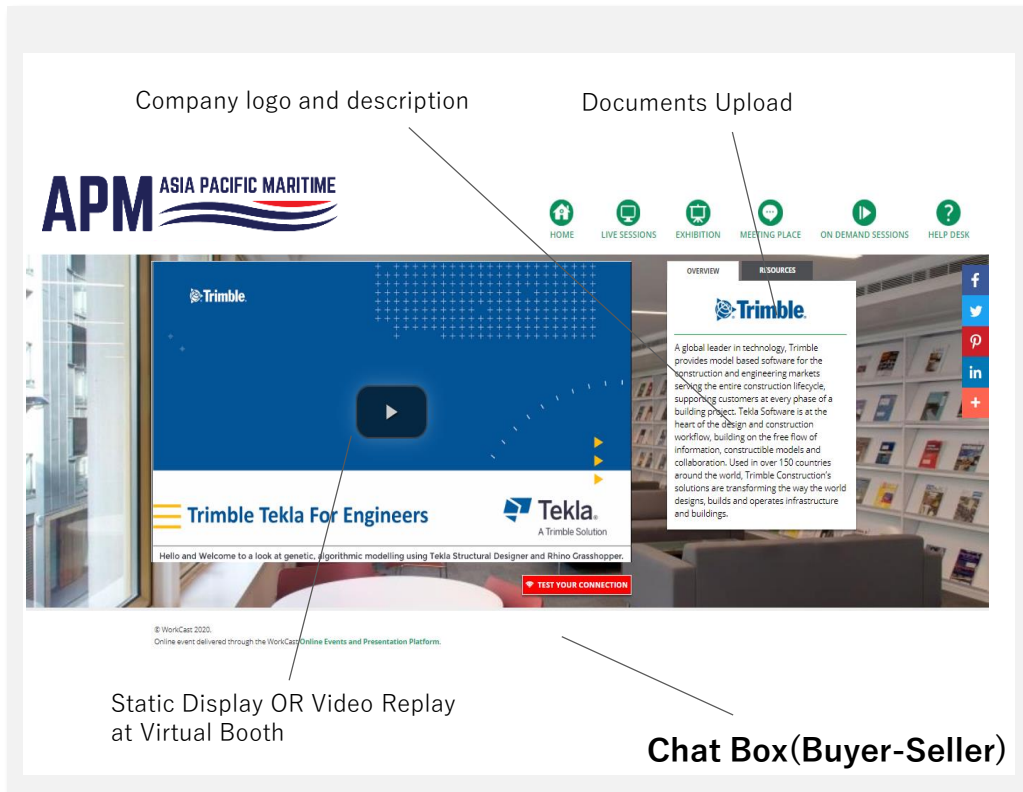 Company logo and description
Documents Upload
APM ASIA PACIFIC MARITIME
HOME
LIVE SESSIONS
EXHIBITION
MEETING PLACE
ON DEMAND SESSIONS
HELP DESK
Trimble.
OVERVIEW
RESOURCES
Trimble.
A global leader in technology, Trimble
provides model based software for the
construction and engineering markets
serving the entire construction lifecycle,
supporting customers at every phase of a
building project. Tekla Software is at the
heart of the design and construction
workflow, building on the free flow of
information, constructible models and
collaboration. Used in over 150 countries
around the world, Trimble Construction's
solutions are transforming the way the world
designs, builds and operates infrastructure
and buildings.
Trimble Tekla For Engineers
Tekla®
A Trimble Solution
Hello and Welcome to a look at genetic, algorithmic modelling using Tekla Structural Designer and Rhino Grasshopper.
TEST YOUR CONNECTION
© WorkCast 2020.
Online event delivered through the WorkCast Online Events and Presentation Platform.
Static Display OR Video Replay
at Virtual Booth
Chat Box(Buyer-Seller)